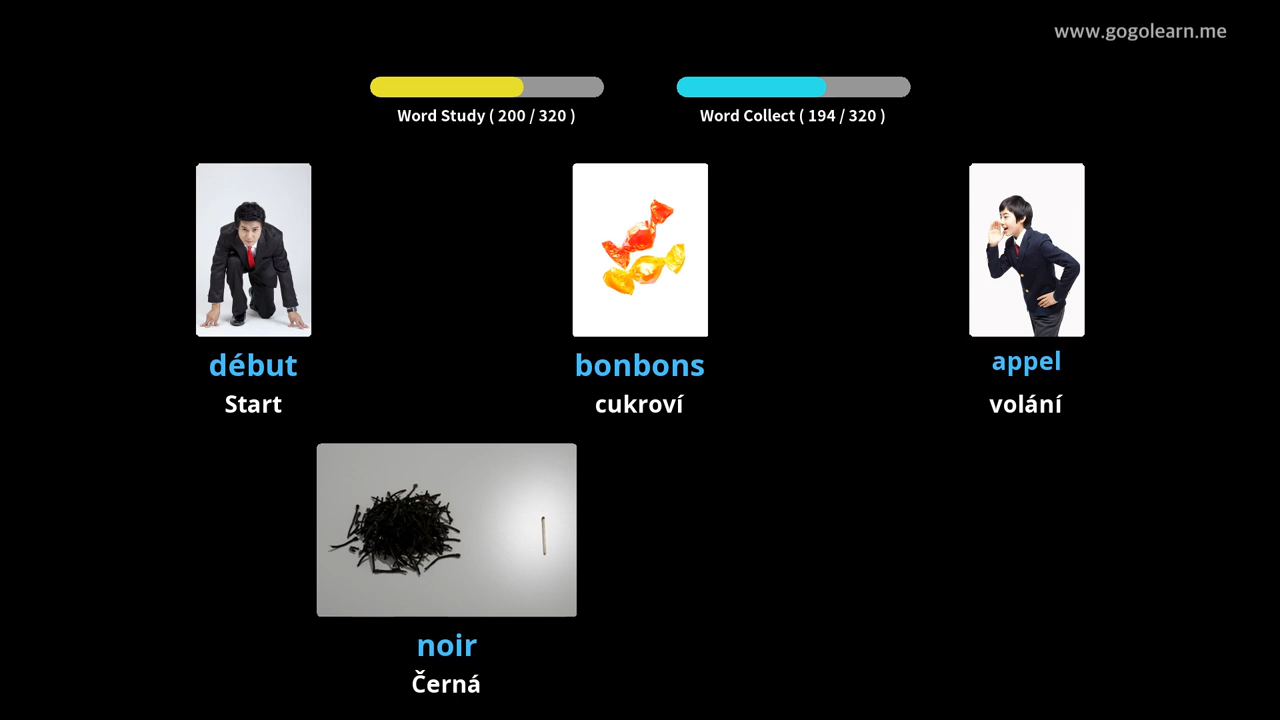 www.gogolearn.me
Word Study ( 200 / 320 )
Word Collect ( 194 / 320 )
début
Start
bonbons
cukroví
appel
volání
noir
Černá